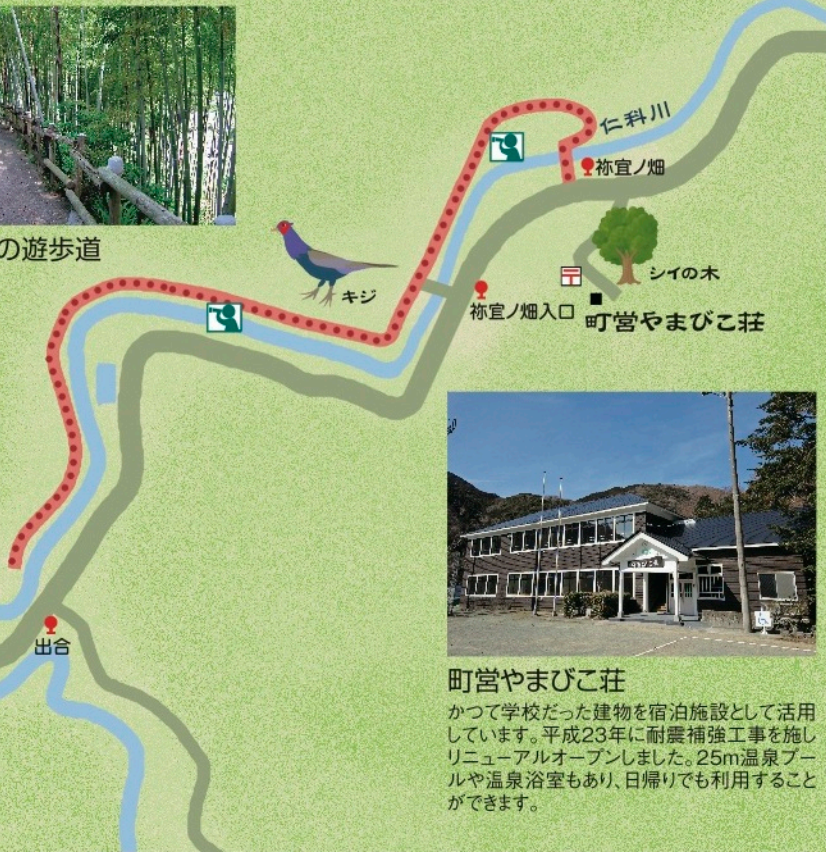 の遊歩道
仁科川
祢宜ノ畑
キジ
シイの木
祢宜ノ畑入口
町営やまびこ荘
出合
町営やまびこ荘
かつて学校だった建物を宿泊施設として活用
しています。平成23年に耐震補強工事を施し
リニューアルオープンしました。25m温泉プー
ルや温泉浴室もあり、日帰りでも利用すること
ができます。